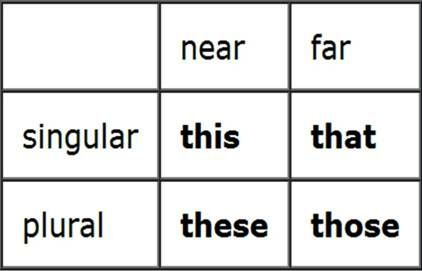 near far
singular this that
plural these those